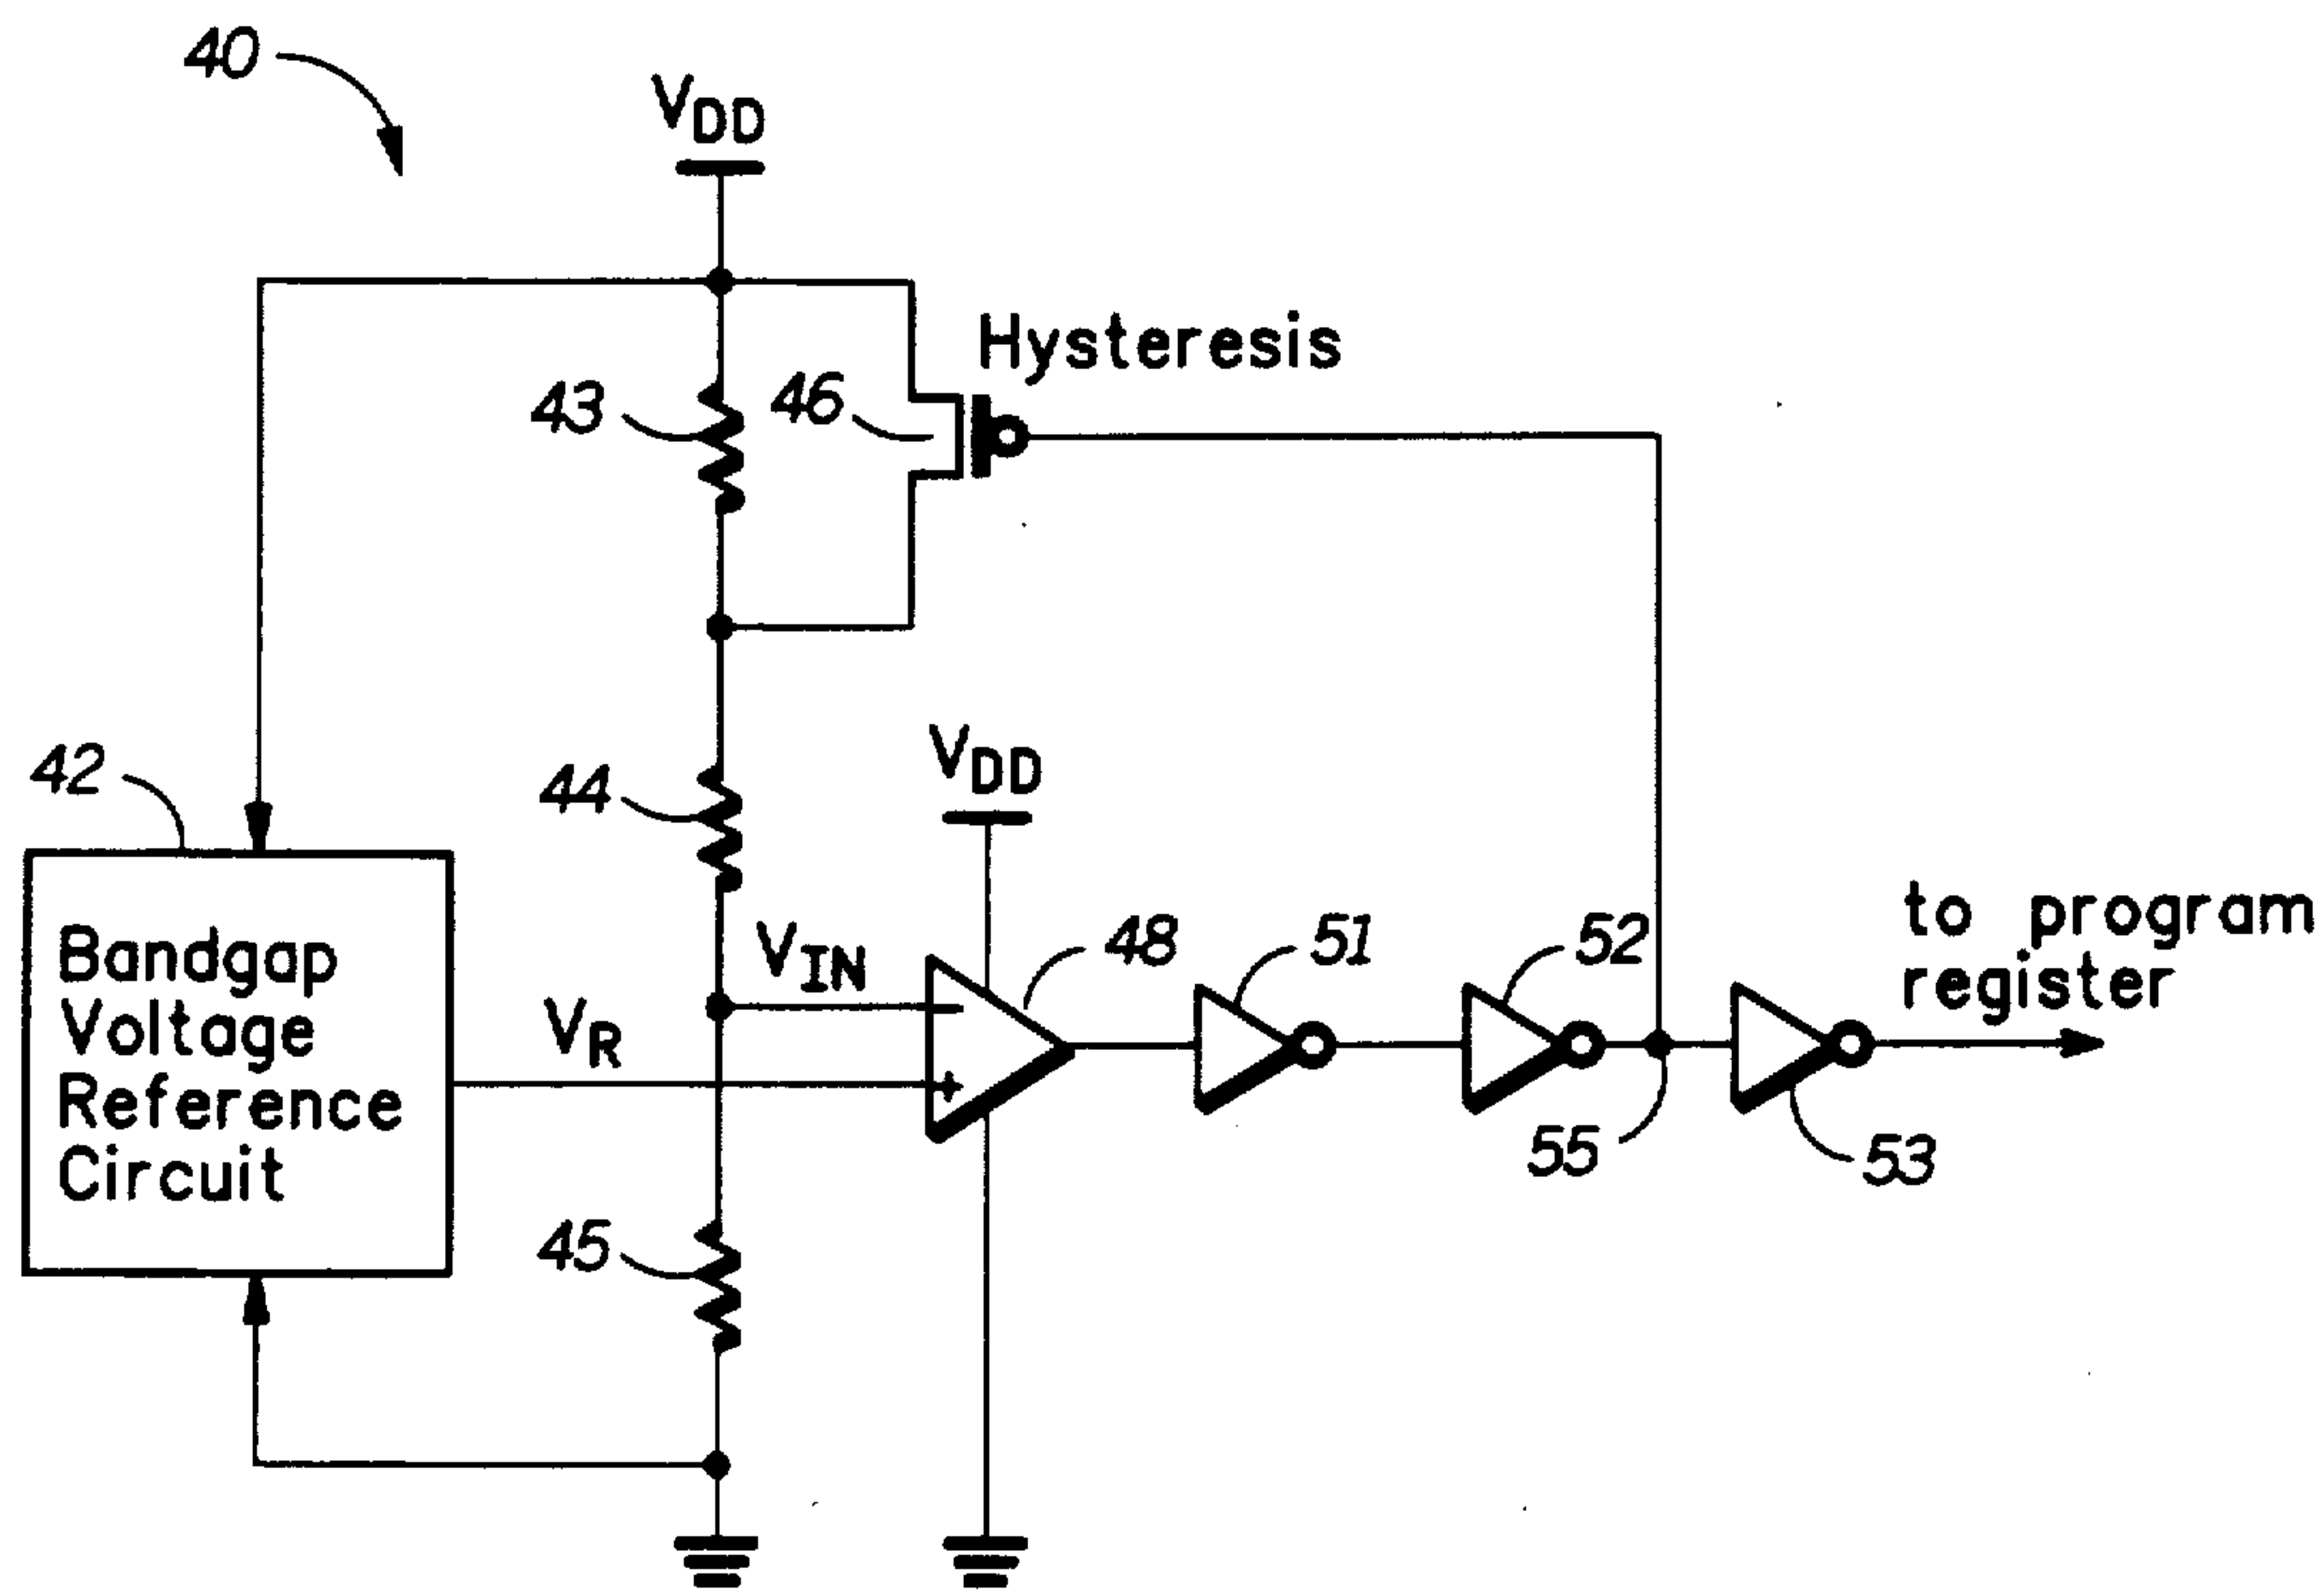 40
VDD
Hysteresis
43
46
42
44
VDD
Bandgap
Voltage
Reference
Circuit
VIN
VR
48
51
52
to program
register
-
+
55
53
45